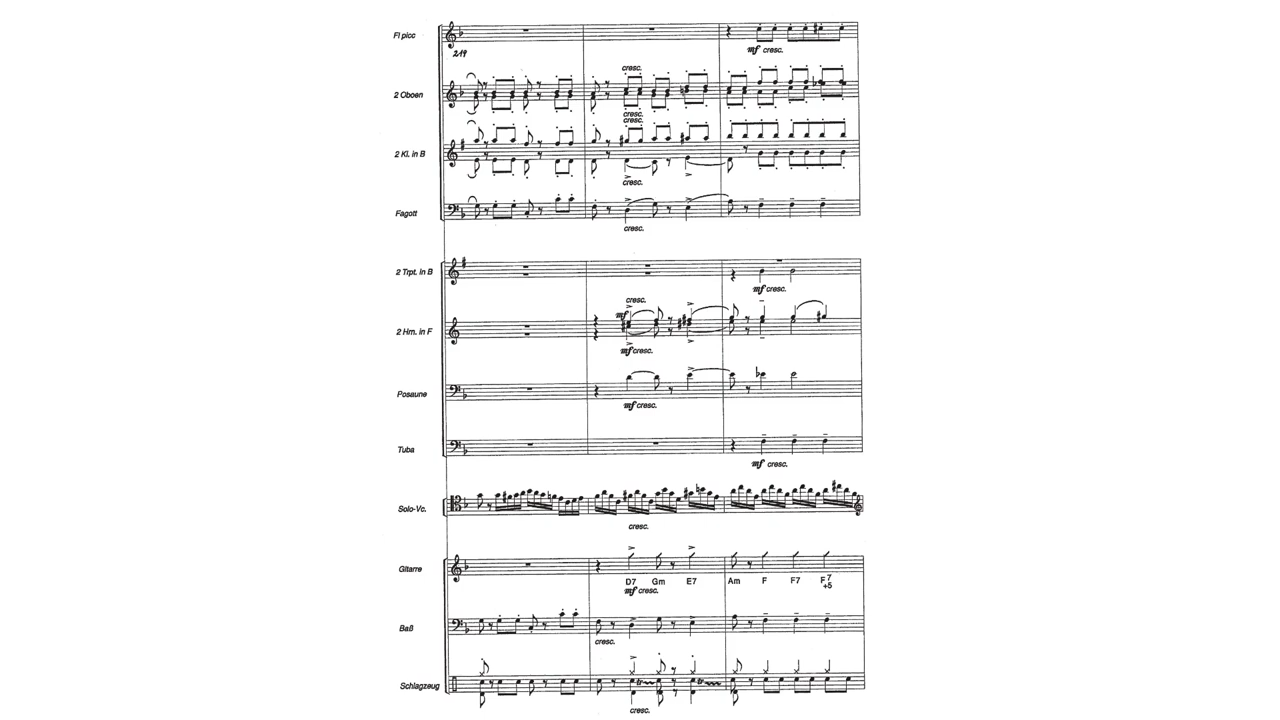 Fl picc
219
mf cresc.
cresc.
2 Oboen
cresc.
cresc.
2 Kl. in B
cresc.
Fagott
cresc.
2 Trpt. in B
mf cresc.
cresc.
mf
2 Hrn. in F
mf cresc.
Posaune
mf cresc.
Tuba
mf cresc.
Solo-Vc.
cresc.
Gitarre
D7 Gm E7 Am F F7 F7+5
mf cresc.
Baß
cresc.
Schlagzeug
cresc.